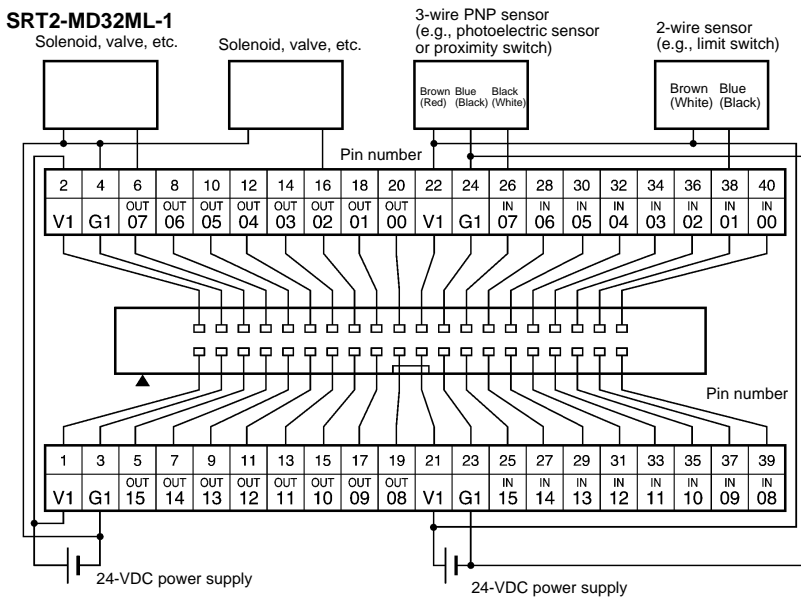 SRT2-MD32ML-1
Solenoid, valve, etc.
Solenoid, valve, etc.
3-wire PNP sensor
(e.g., photoelectric sensor
or proximity switch)
2-wire sensor
(e.g., limit switch)
Brown Blue Black
(Red) (Black) (White)
Brown Blue
(White) (Black)
Pin number
2 4 6 8 10 12 14 16 18 20 22 24 26 28 30 32 34 36 38 40
OUT OUT OUT OUT OUT OUT OUT OUT IN IN IN IN IN IN IN IN
V1 G1 07 06 05 04 03 02 01 00 V1 G1 07 06 05 04 03 02 01 00
Pin number
1 3 5 7 9 11 13 15 17 19 21 23 25 27 29 31 33 35 37 39
OUT OUT OUT OUT OUT OUT OUT OUT IN IN IN IN IN IN IN IN
V1 G1 15 14 13 12 11 10 09 08 V1 G1 15 14 13 12 11 10 09 08
24-VDC power supply
24-VDC power supply